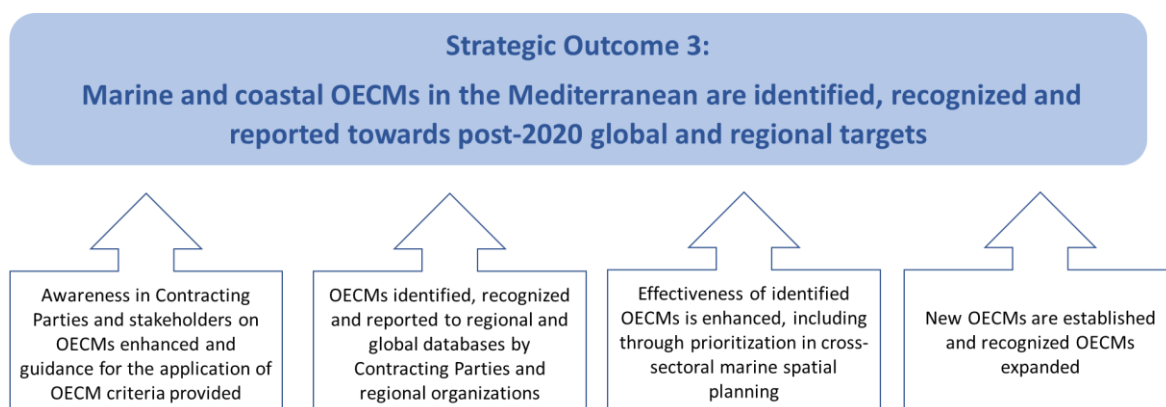 Strategic Outcome 3:
Marine and coastal OECMs in the Mediterranean are identified, recognized and
reported towards post-2020 global and regional targets
Awareness in Contracting
Parties and stakeholders on
OECMs enhanced and
guidance for the application of
OECM criteria provided
OECMs identified, recognized
and reported to regional and
global databases by
Contracting Parties and
regional organizations
Effectiveness of identified
OECMs is enhanced, including
through prioritization in cross-
sectoral marine spatial
planning
New OECMs are established
and recognized OECMs
expanded